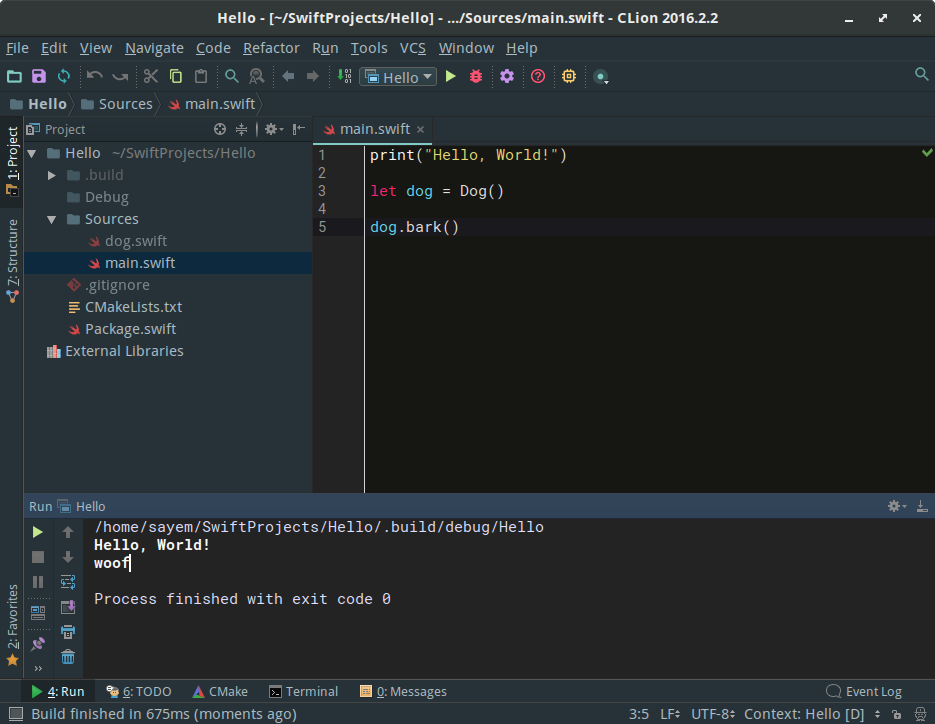 Hello - [~/SwiftProjects/Hello] - .../Sources/main.swift - CLion 2016.2.2
File Edit View Navigate Code Refactor Run Tools VCS Window Help
Hello
Hello Sources main.swift
1: Project
7: Structure
2: Favorites
Project
Hello ~/SwiftProjects/Hello
.build
Debug
Sources
dog.swift
main.swift
.gitignore
CMakeLists.txt
Package.swift
External Libraries
main.swift
1 print("Hello, World!")
2
3 let dog = Dog()
4
5 dog.bark()
Run Hello
/home/sayem/SwiftProjects/Hello/.build/debug/Hello
Hello, World!
woof
Process finished with exit code 0
4: Run 6: TODO CMake Terminal 0: Messages Event Log
Build finished in 675ms (moments ago) 3:5 LF UTF-8 Context: Hello [D]